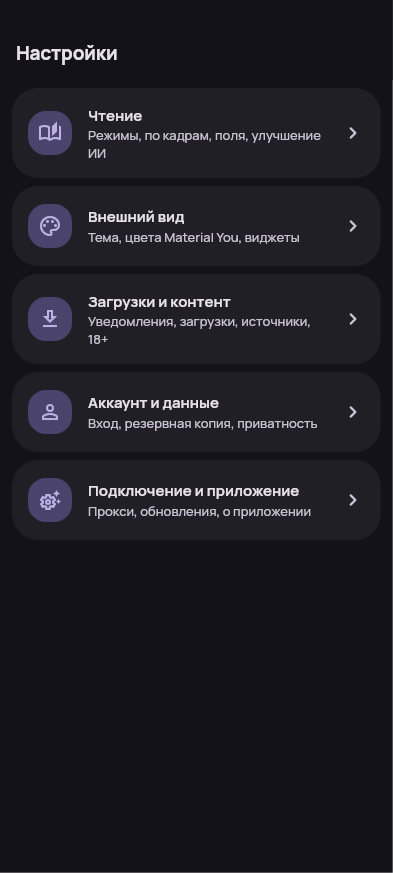 Настройки
Чтение
Режимы, по кадрам, поля, улучшение
ИИ
Внешний вид
Тема, цвета Material You, виджеты
Загрузки и контент
Уведомления, загрузки, источники,
18+
Аккаунт и данные
Вход, резервная копия, приватность
Подключение и приложение
Прокси, обновления, о приложении